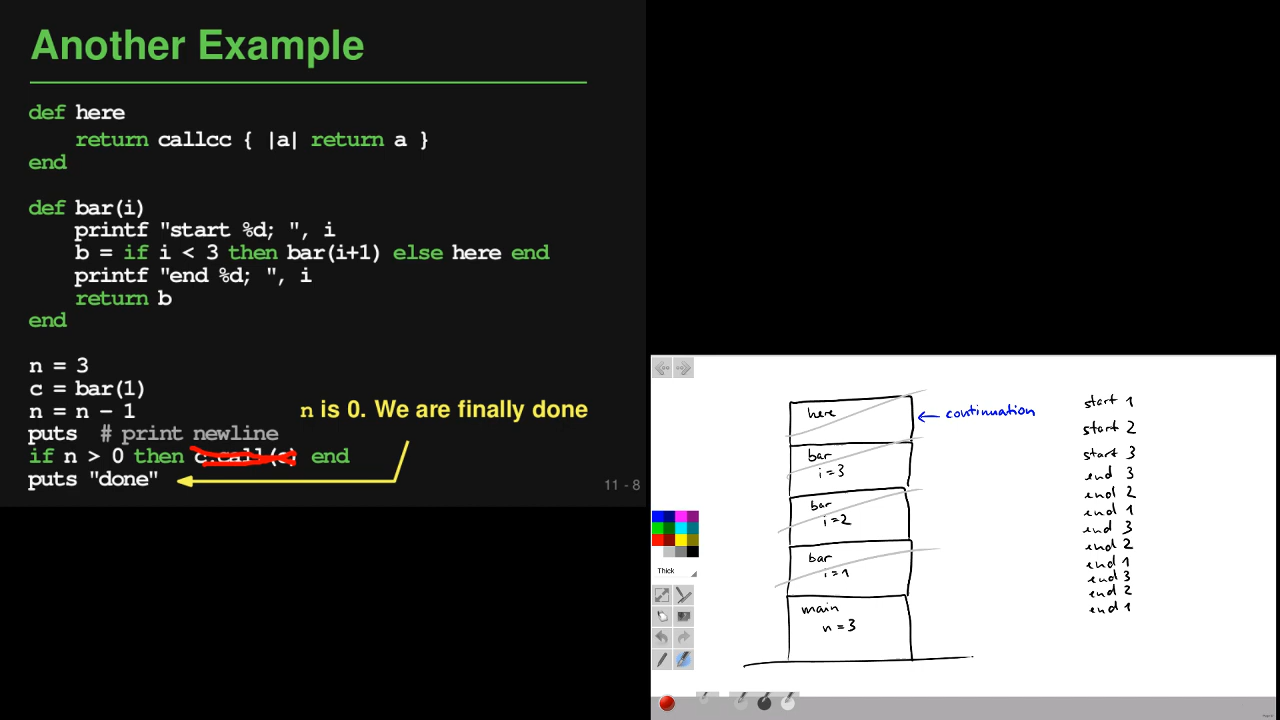 Another Example
def here
return callcc { |a| return a }
end
def bar(i)
printf "start %d; ", i
b = if i < 3 then bar(i+1) else here end
printf "end %d; ", i
return b
end
n = 3
c = bar(1)
n = n - 1
n is 0. We are finally done
puts # print newline
if n > 0 then c.call(c) end
puts "done"
11 - 8
here
continuation
bar
i=3
bar
i=2
bar
i=1
main
n=3
start 1
start 2
start 3
end 3
end 2
end 1
end 3
end 2
end 1
end 3
end 2
end 1
Thick